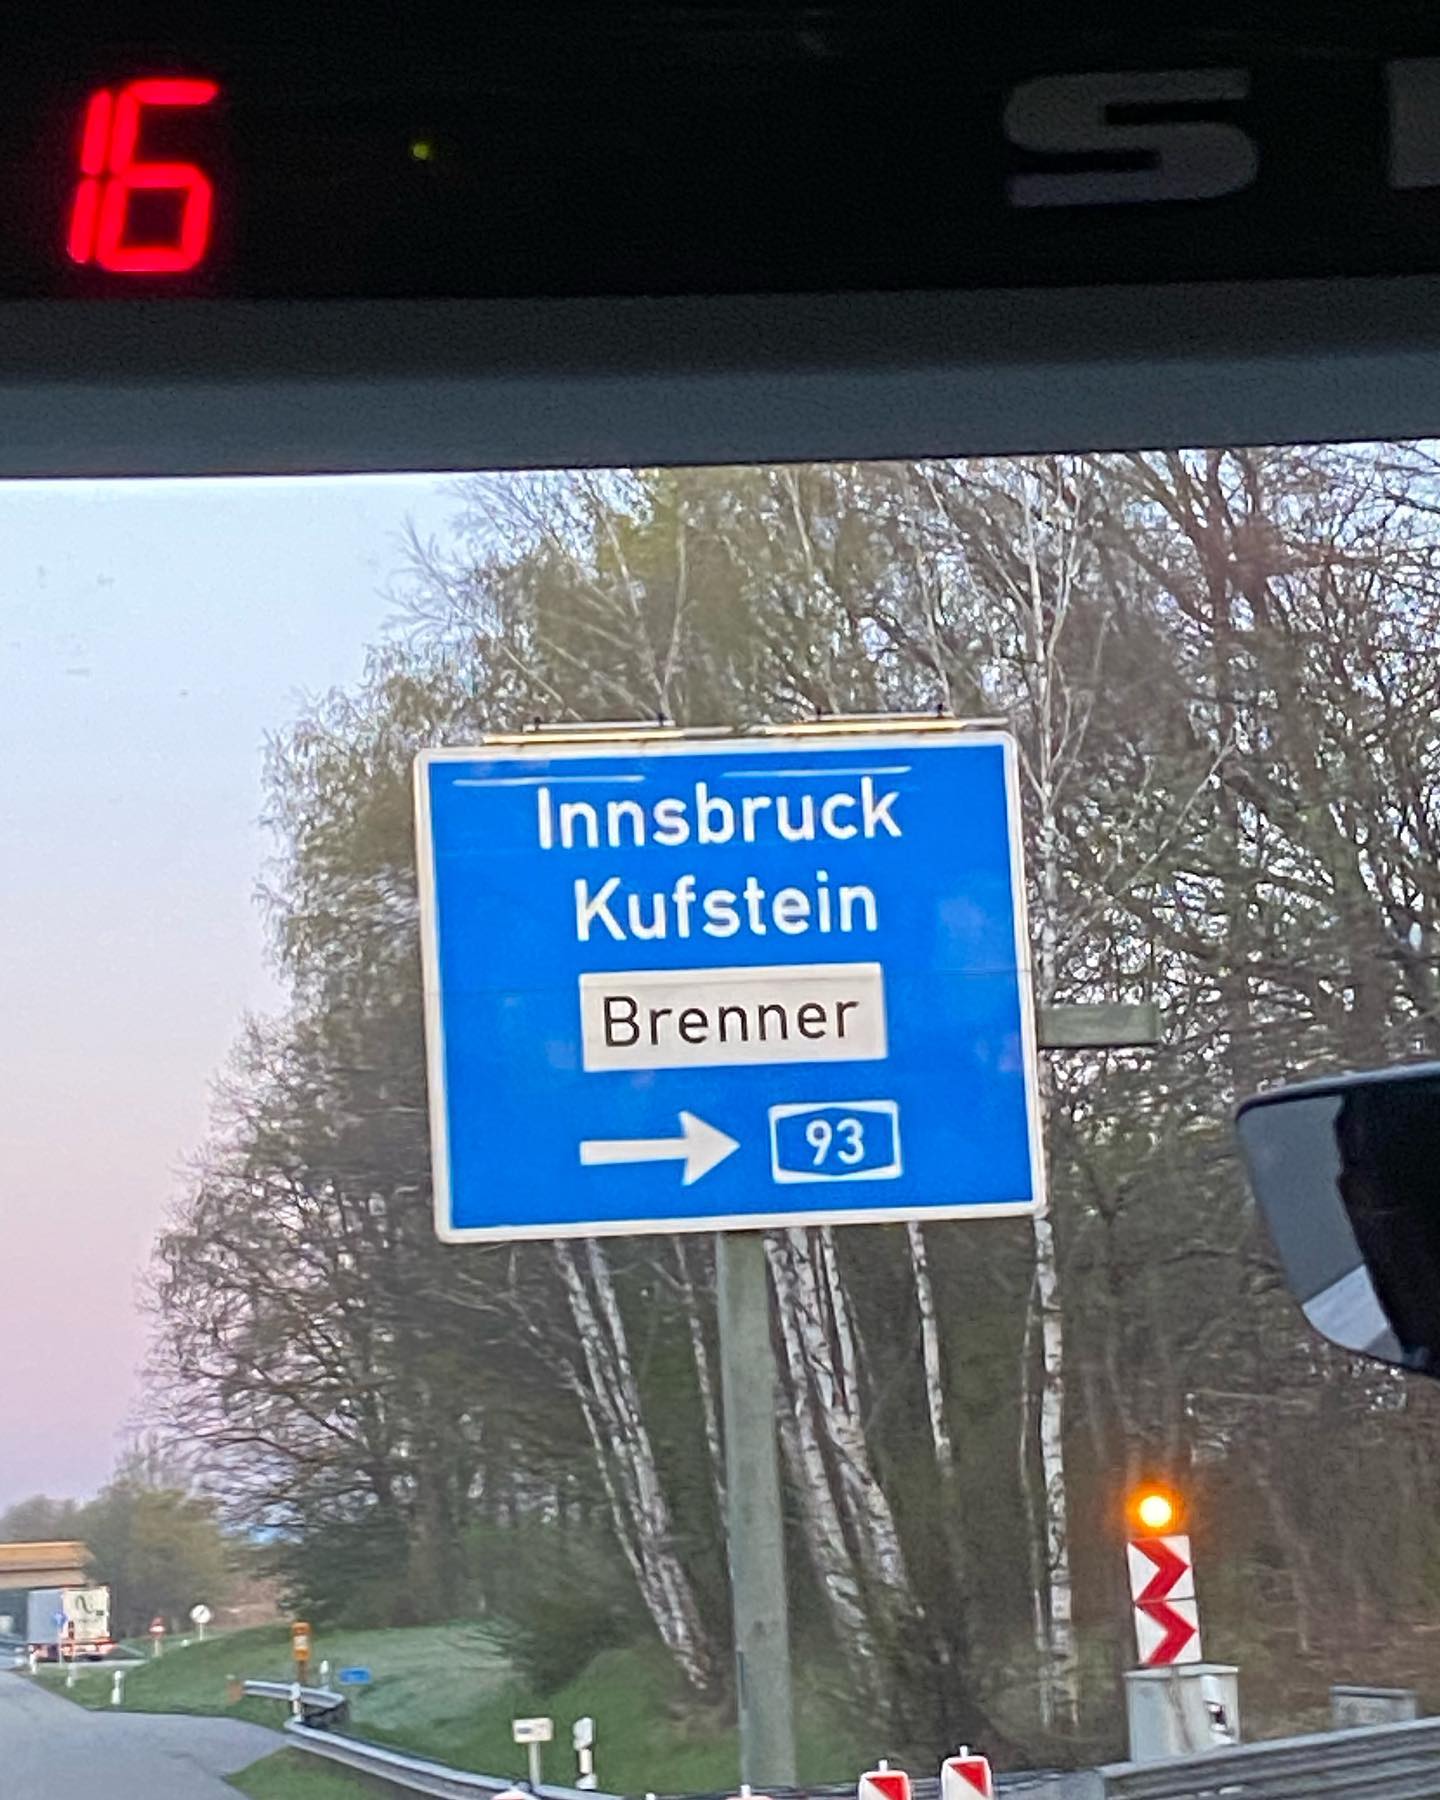 16
S
Innsbruck
Kufstein
Brenner
93